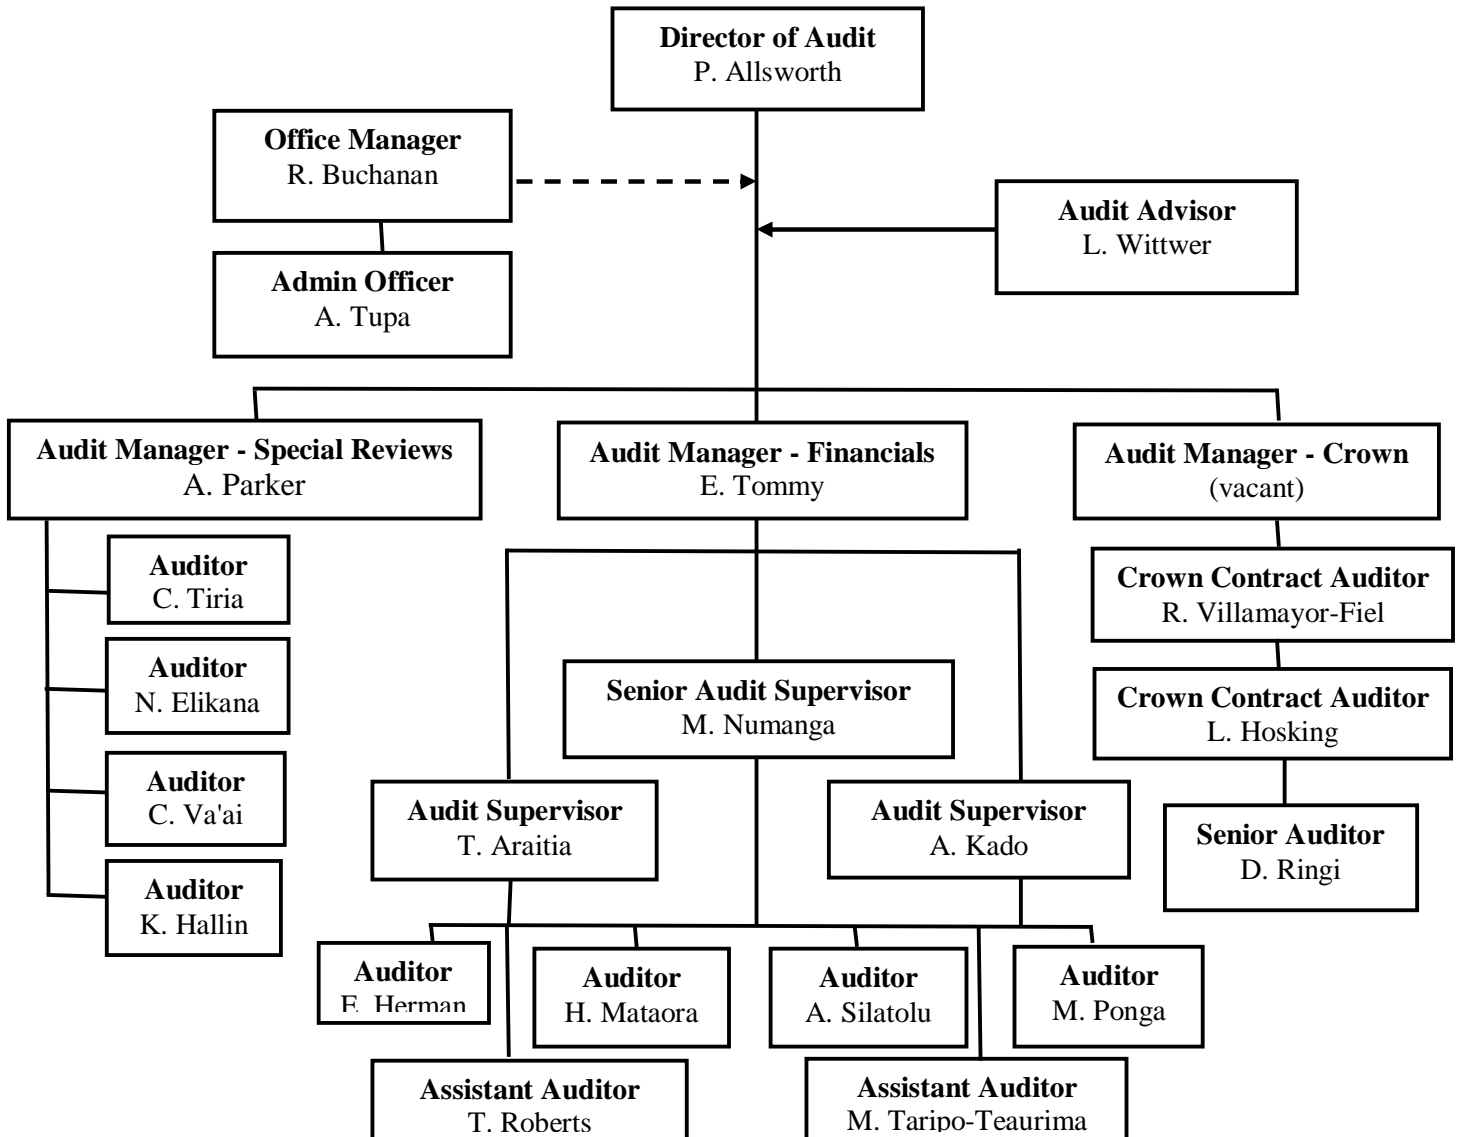 Director of Audit
P. Allsworth
Office Manager
R. Buchanan
Audit Advisor
L. Wittwer
Admin Officer
A. Tupa
Audit Manager - Special Reviews
A. Parker
Audit Manager - Financials
E. Tommy
Audit Manager - Crown
(vacant)
Auditor
C. Tiria
Auditor
N. Elikana
Auditor
C. Va'ai
Auditor
K. Hallin
Senior Audit Supervisor
M. Numanga
Crown Contract Auditor
R. Villamayor-Fiel
Crown Contract Auditor
L. Hosking
Senior Auditor
D. Ringi
Audit Supervisor
T. Araitia
Audit Supervisor
A. Kado
Auditor
Herman
Auditor
H. Mataora
Auditor
A. Silatolu
Auditor
M. Ponga
Assistant Auditor
T. Roberts
Assistant Auditor
M. Taripo-Teaurima